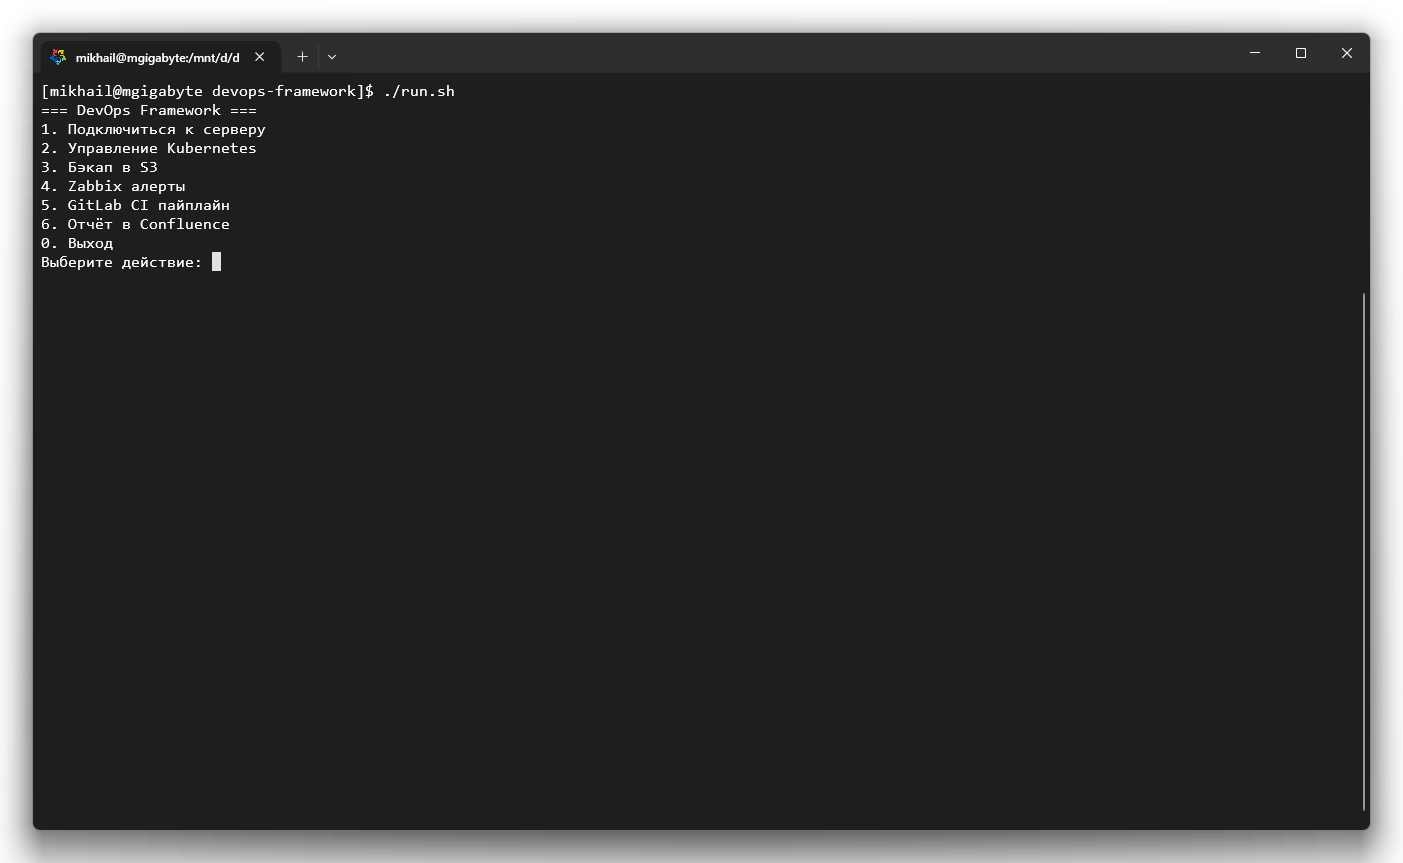 mikhail@mgigabyte:/mnt/d/d
[mikhail@mgigabyte devops-framework]$ ./run.sh
=== DevOps Framework ===
1. Подключиться к серверу
2. Управление Kubernetes
3. Бэкап в S3
4. Zabbix алерты
5. GitLab CI пайплайн
6. Отчёт в Confluence
0. Выход
Выберите действие: